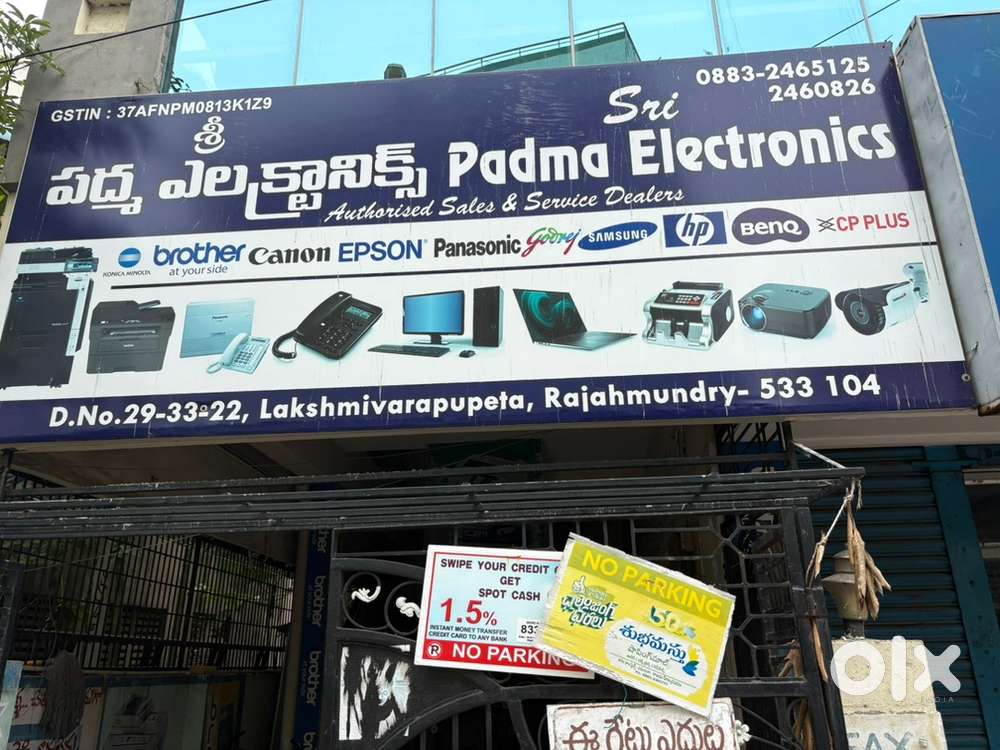 GSTIN : 37AFNPM0813K1Z9
0883-2465125
2460826
శ్రీ
పద్మ ఎలక్ట్రానిక్స్
Sri
Padma Electronics
Authorised Sales & Service Dealers
KONICA MINOLTA
brother
at your side
Canon
EPSON
Panasonic
Godrej
SAMSUNG
hp
BenQ
CP PLUS
D.No.29-33-22, Lakshmivarapupeta, Rajahmundry- 533 104
SWIPE YOUR CREDIT
GET
SPOT CASH
1.5%
INSTANT MONEY TRANSFER
CREDIT CARD TO ANY BANK
833
NO PARKING
NO PARKING
శుభమస్తు
షాపింగ్ మాల్
brother
brother
ఈ గేటు ఎదుట
olx